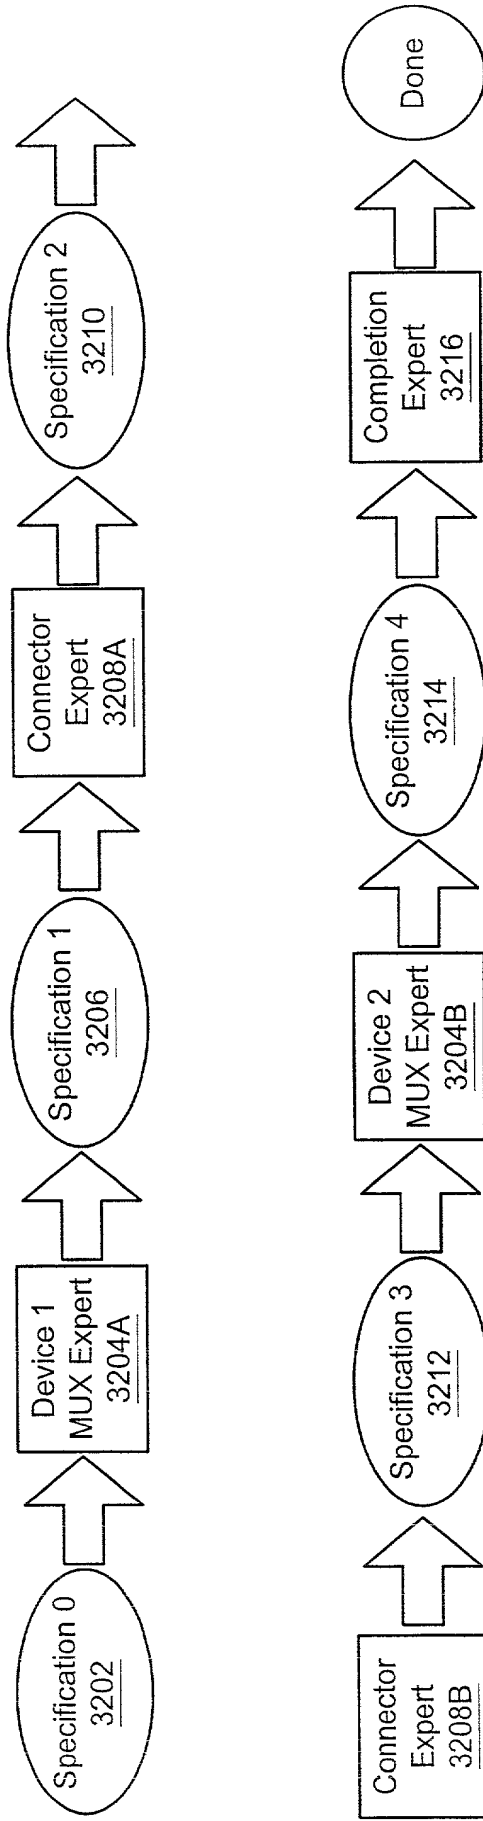 Specification 0
3202
Device 1
MUX Expert
3204A
Specification 1
3206
Connector
Expert
3208A
Specification 2
3210
Connector
Expert
3208B
Specification 3
3212
Device 2
MUX Expert
3204B
Specification 4
3214
Completion
Expert
3216
Done